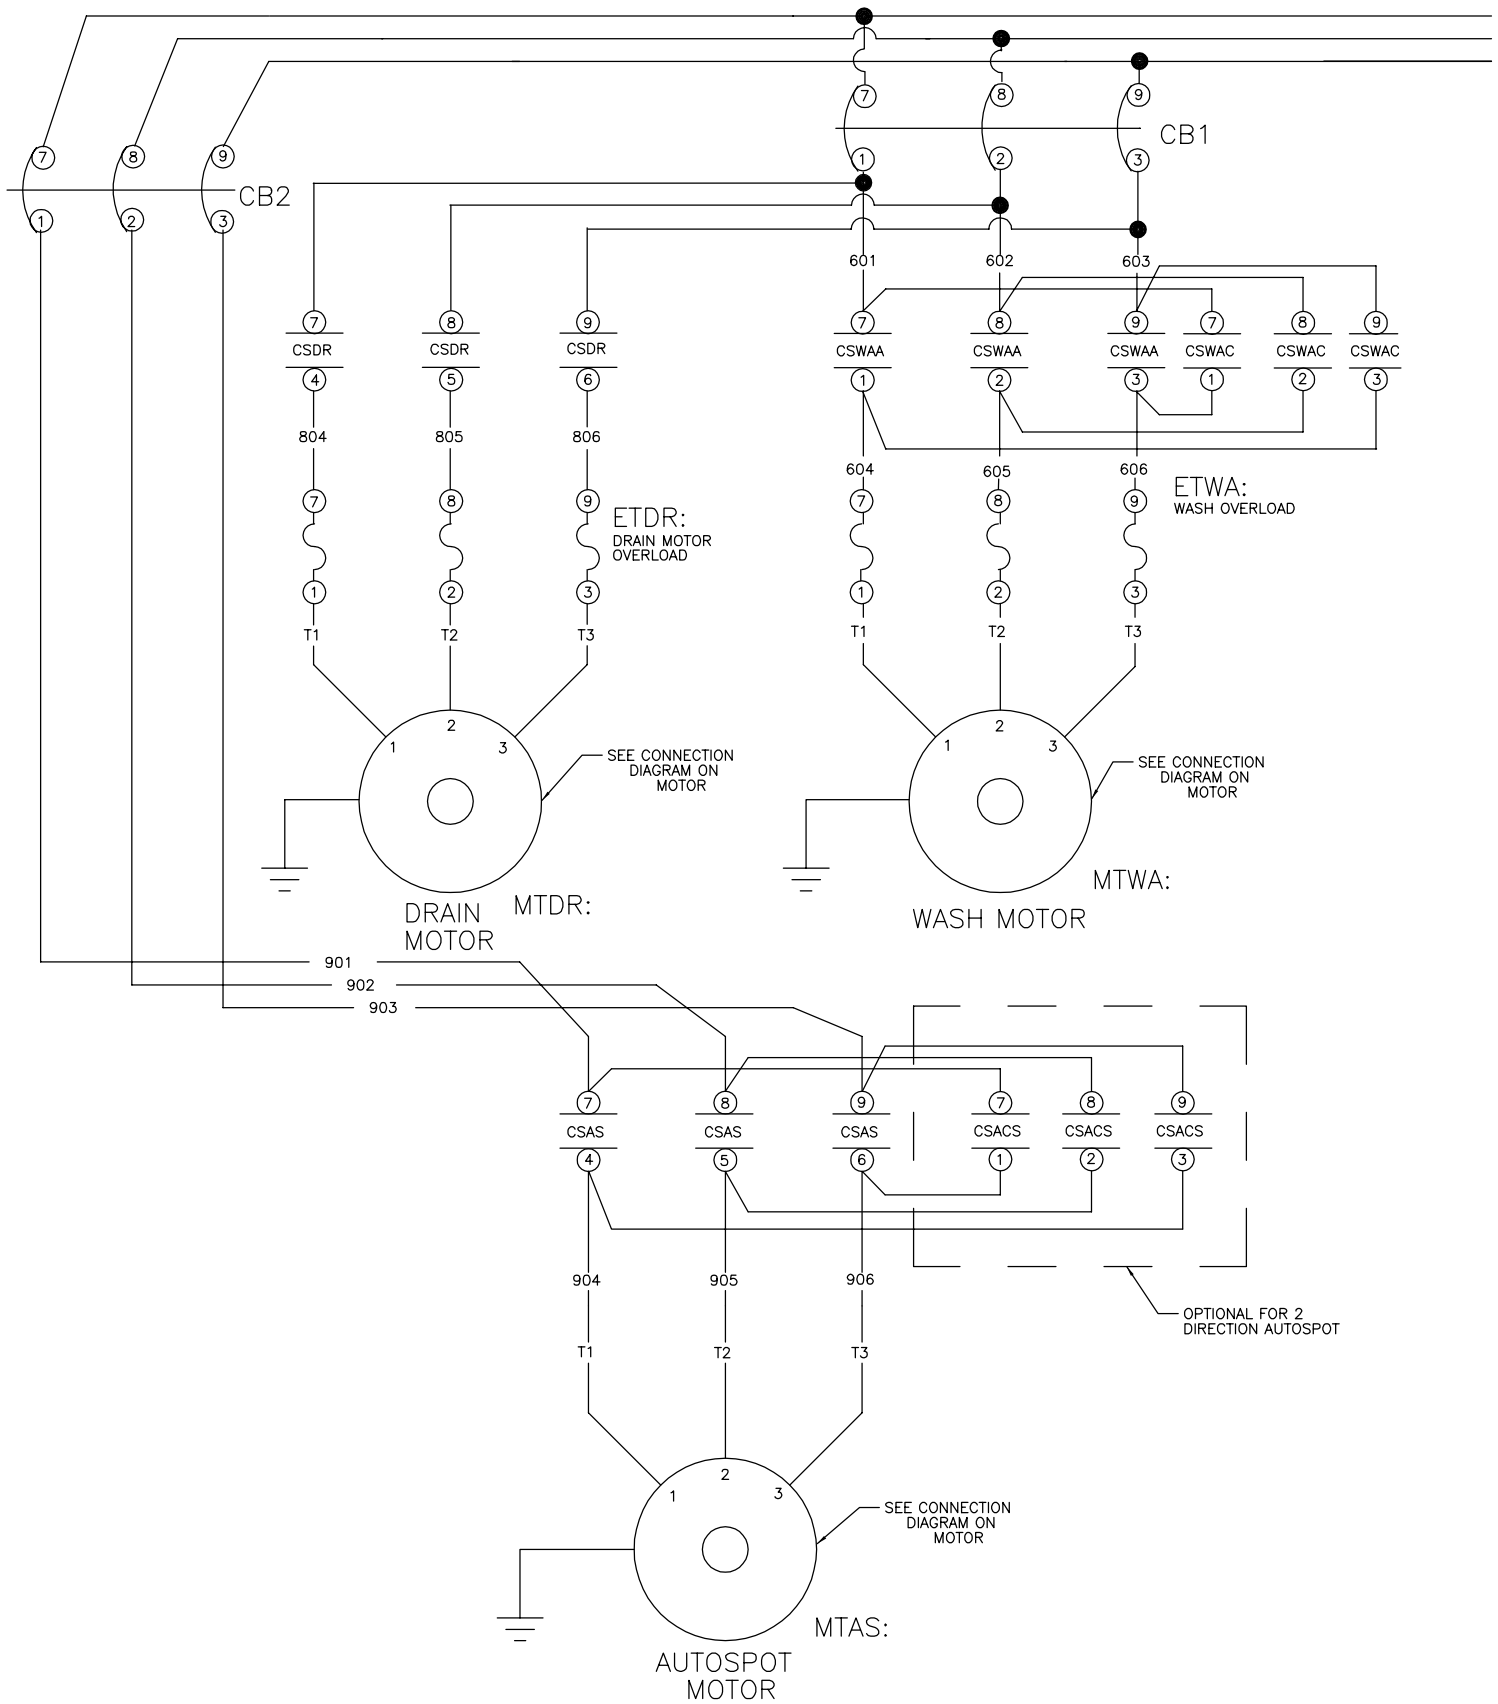 7 8 9
CB1
7 8 9
CB2
1 2 3
1 2 3
601 602 603
7 8 9
CSDR CSDR CSDR
4 5 6
7 8 9 7 8 9
CSWAA CSWAA CSWAA CSWAC CSWAC CSWAC
1 2 3 1 2 3
804 805 806
604 605 606
7 8 9
ETDR:
DRAIN MOTOR
OVERLOAD
1 2 3
7 8 9
ETWA:
WASH OVERLOAD
1 2 3
T1 T2 T3
T1 T2 T3
1 2 3
SEE CONNECTION
DIAGRAM ON
MOTOR
1 2 3
SEE CONNECTION
DIAGRAM ON
MOTOR
MTDR:
DRAIN
MOTOR
MTWA:
WASH MOTOR
901
902
903
7 8 9 7 8 9
CSAS CSAS CSAS CSACS CSACS CSACS
4 5 6 1 2 3
904 905 906
OPTIONAL FOR 2
DIRECTION AUTOSPOT
T1 T2 T3
1 2 3
SEE CONNECTION
DIAGRAM ON
MOTOR
MTAS:
AUTOSPOT
MOTOR